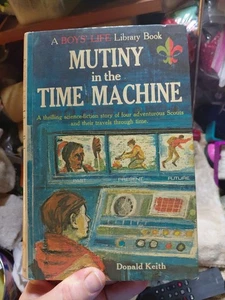 A BOYS' LIFE Library Book
MUTINY
in the
TIME MACHINE
A thrilling science-fiction story of four adventurous Scouts
and their travels through time.
PRESENT
FUTURE
Donald Keith